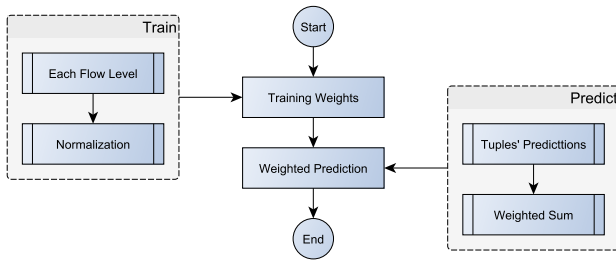 Train
Each Flow Level
Normalization
Start
Training Weights
Weighted Prediction
End
Predict
Tuples' Predicttions
Weighted Sum